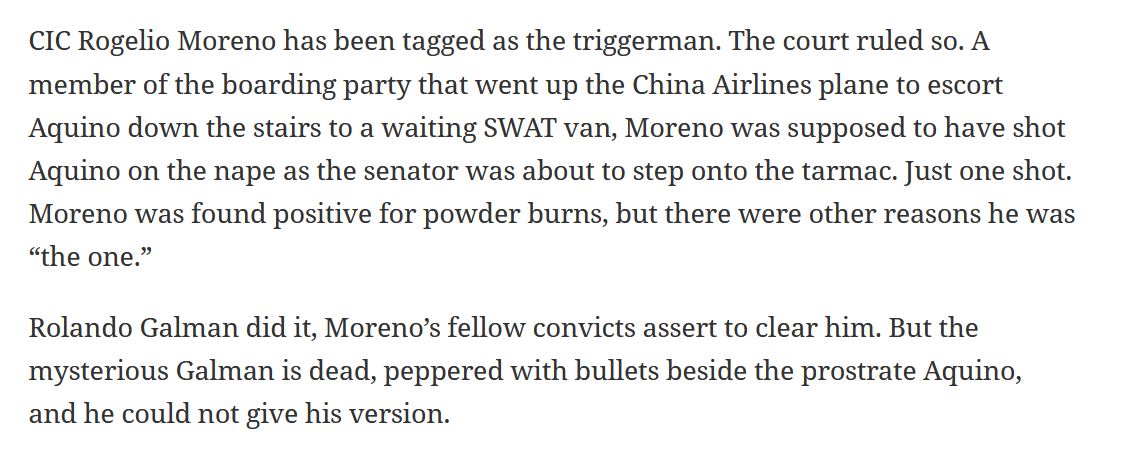 CIC Rogelio Moreno has been tagged as the triggerman. The court ruled so. A
member of the boarding party that went up the China Airlines plane to escort
Aquino down the stairs to a waiting SWAT van, Moreno was supposed to have shot
Aquino on the nape as the senator was about to step onto the tarmac. Just one shot.
Moreno was found positive for powder burns, but there were other reasons he was
“the one.”
Rolando Galman did it, Moreno’s fellow convicts assert to clear him. But the
mysterious Galman is dead, peppered with bullets beside the prostrate Aquino,
and he could not give his version.